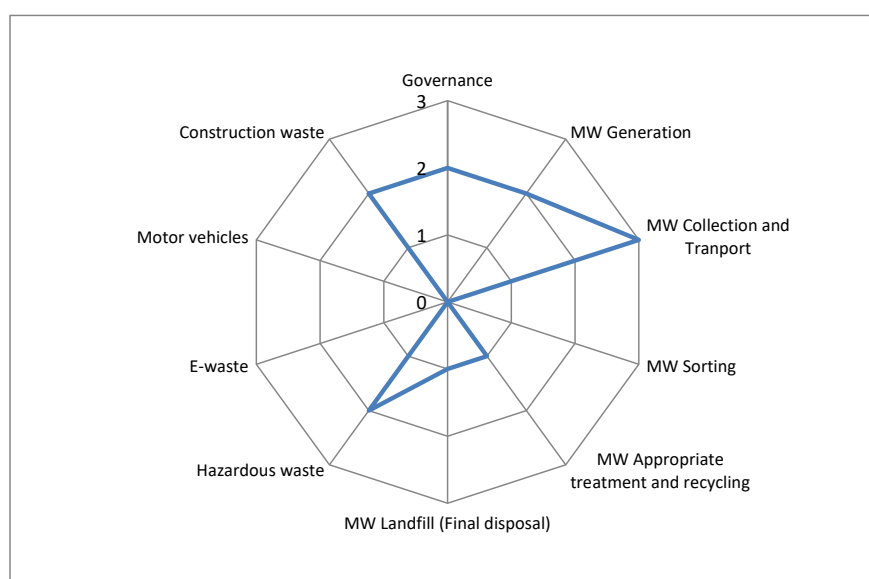 Governance
3
Construction waste
MW Generation
2
Motor vehicles
MW Collection and
Tranport
1
0
E-waste
MW Sorting
Hazardous waste
MW Appropriate
treatment and recycling
MW Landfill (Final disposal)